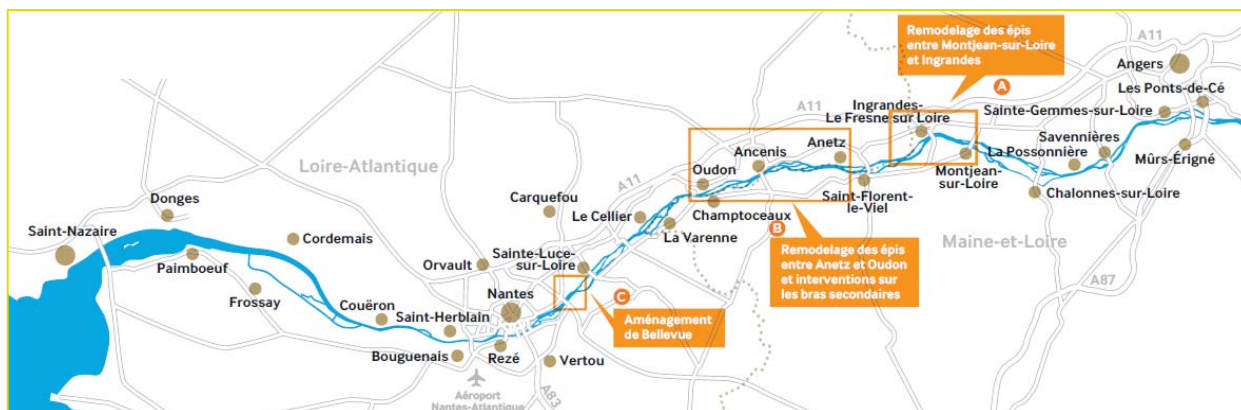 Remodelage des épis
entre Montjean-sur-Loire
et Ingrandes
A
A11
Angers
Les Ponts-de-Cé
A11
Ingrandes-
Le Fresne sur Loire
Sainte-Gemmes-sur-Loire
Savennières
La Possonnière
Mûrs-Érigné
Montjean-
sur-Loire
Chalonnes-sur-Loire
Anetz
Ancenis
Oudon
Saint-Florent-
le-Viel
Champtoceaux
Loire-Atlantique
A11
Carquefou
Le Cellier
La Varenne
B
Remodelage des épis
entre Anetz et Oudon
et interventions sur
les bras secondaires
Maine-et-Loire
A87
Donges
Saint-Nazaire
Cordemais
Paimboeuf
Orvault
Sainte-Luce-
sur-Loire
Frossay
Couëron
Nantes
Saint-Herblain
C
Aménagement
de Bellevue
Bouguenais
Rezé
Vertou
Aéroport
Nantes-Atlantique
A83